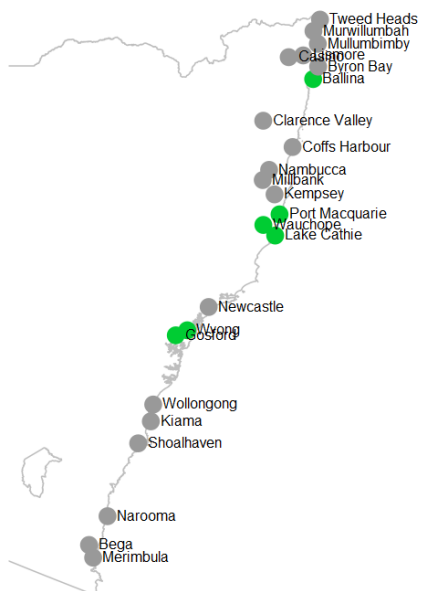 Tweed Heads
Murwillumbah
Mullumbimby
Lismore
Casino
Byron Bay
Ballina
Clarence Valley
Coffs Harbour
Nambucca
Millbank
Kempsey
Port Macquarie
Wauchope
Lake Cathie
Newcastle
Wyong
Gosford
Wollongong
Kiama
Shoalhaven
Narooma
Bega
Merimbula